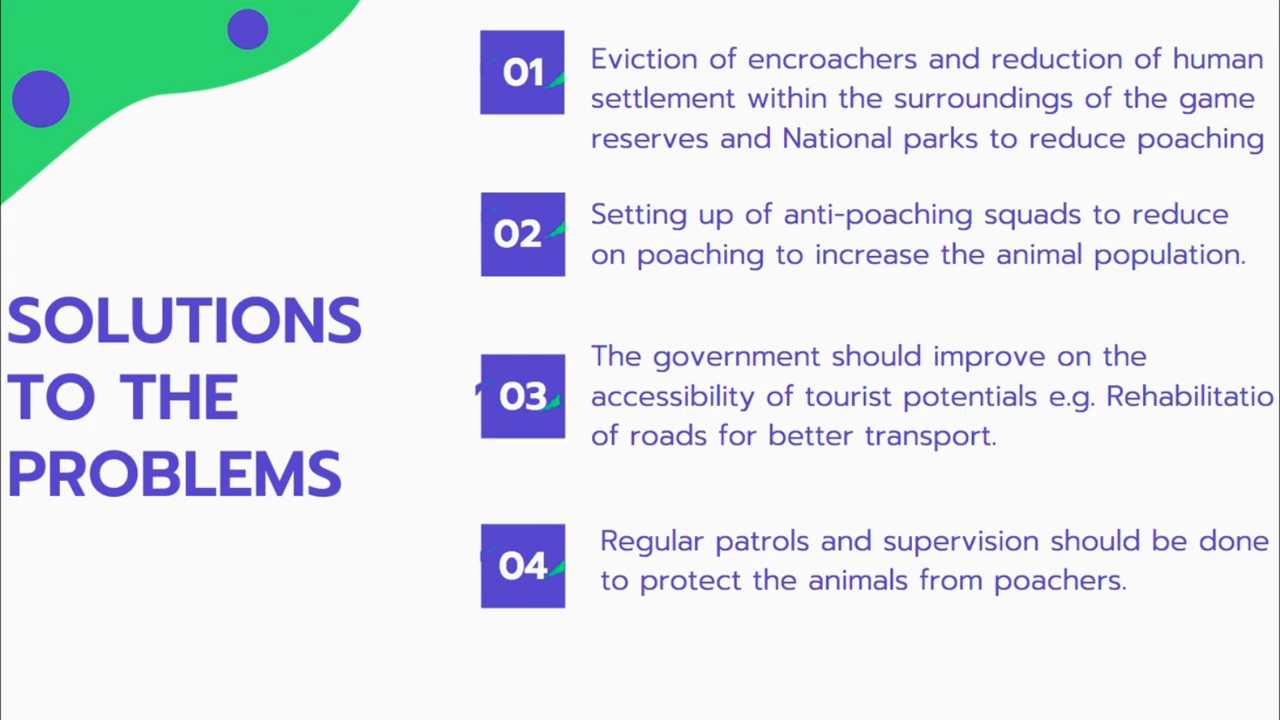 SOLUTIONS
TO THE
PROBLEMS
01
Eviction of encroachers and reduction of human
settlement within the surroundings of the game
reserves and National parks to reduce poaching
02
Setting up of anti-poaching squads to reduce
on poaching to increase the animal population.
03
The government should improve on the
accessibility of tourist potentials e.g. Rehabilitatio
of roads for better transport.
04
Regular patrols and supervision should be done
to protect the animals from poachers.